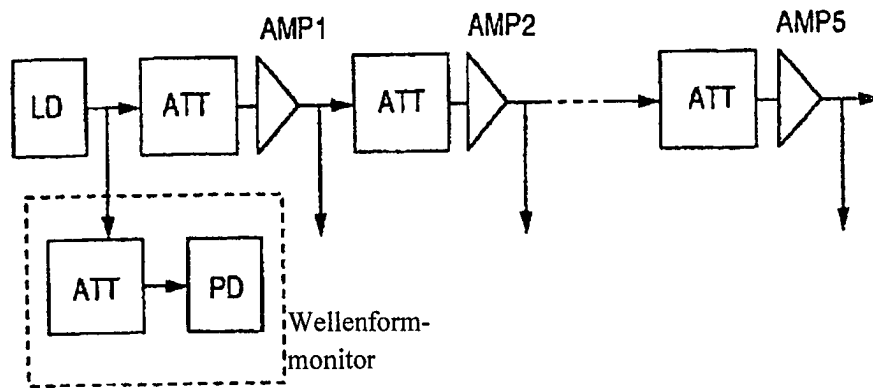 AMP1
AMP2
AMP5
LD
ATT
ATT
ATT
ATT
PD
Wellenform-
monitor